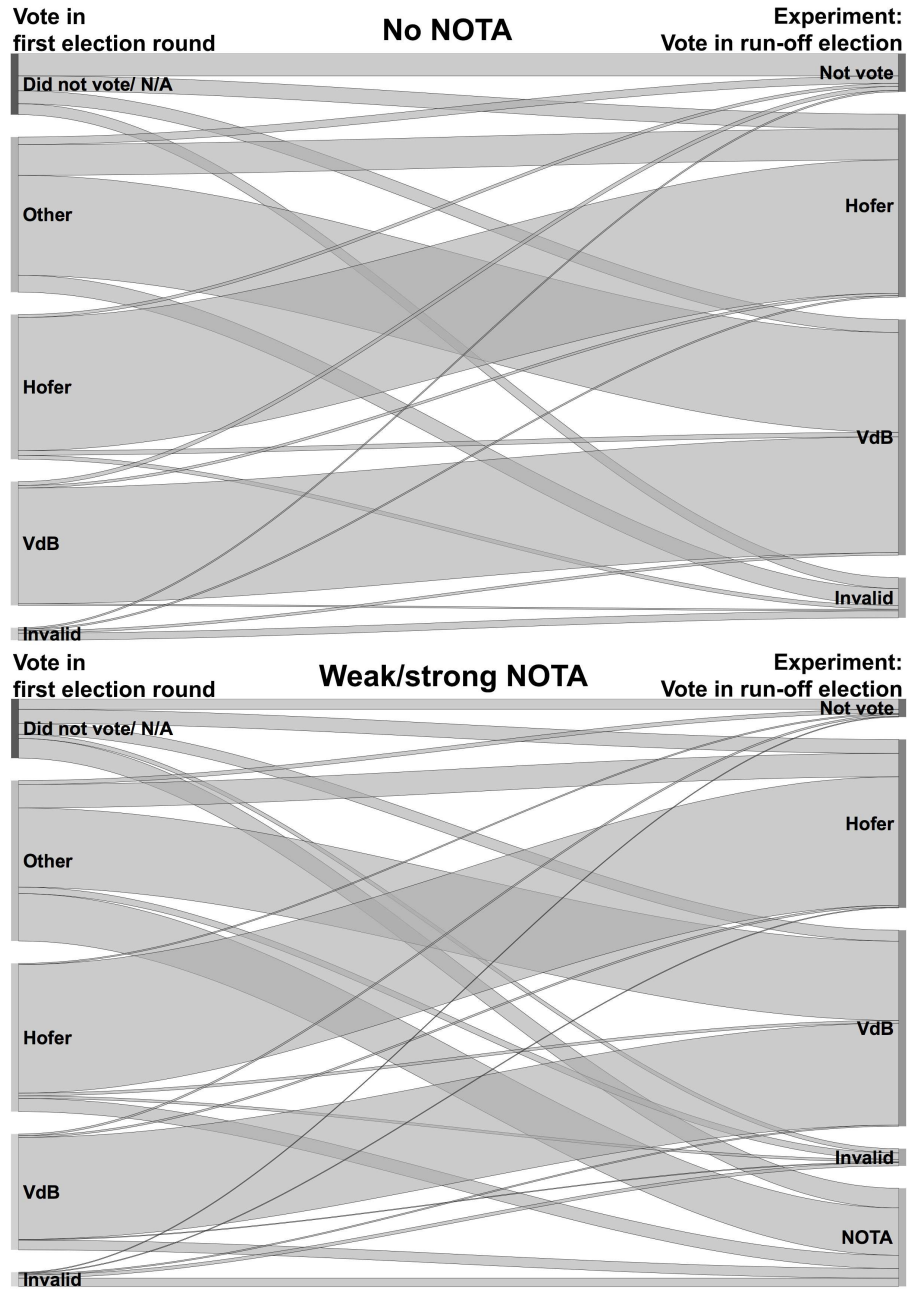 Vote in
first election round
No NOTA
Experiment:
Vote in run-off election
Did not vote/ N/A
Other
Hofer
VdB
Invalid
Not vote
Hofer
VdB
Invalid
Vote in
first election round
Weak/strong NOTA
Experiment:
Vote in run-off election
Did not vote/ N/A
Other
Hofer
VdB
Invalid
Not vote
Hofer
VdB
Invalid
NOTA